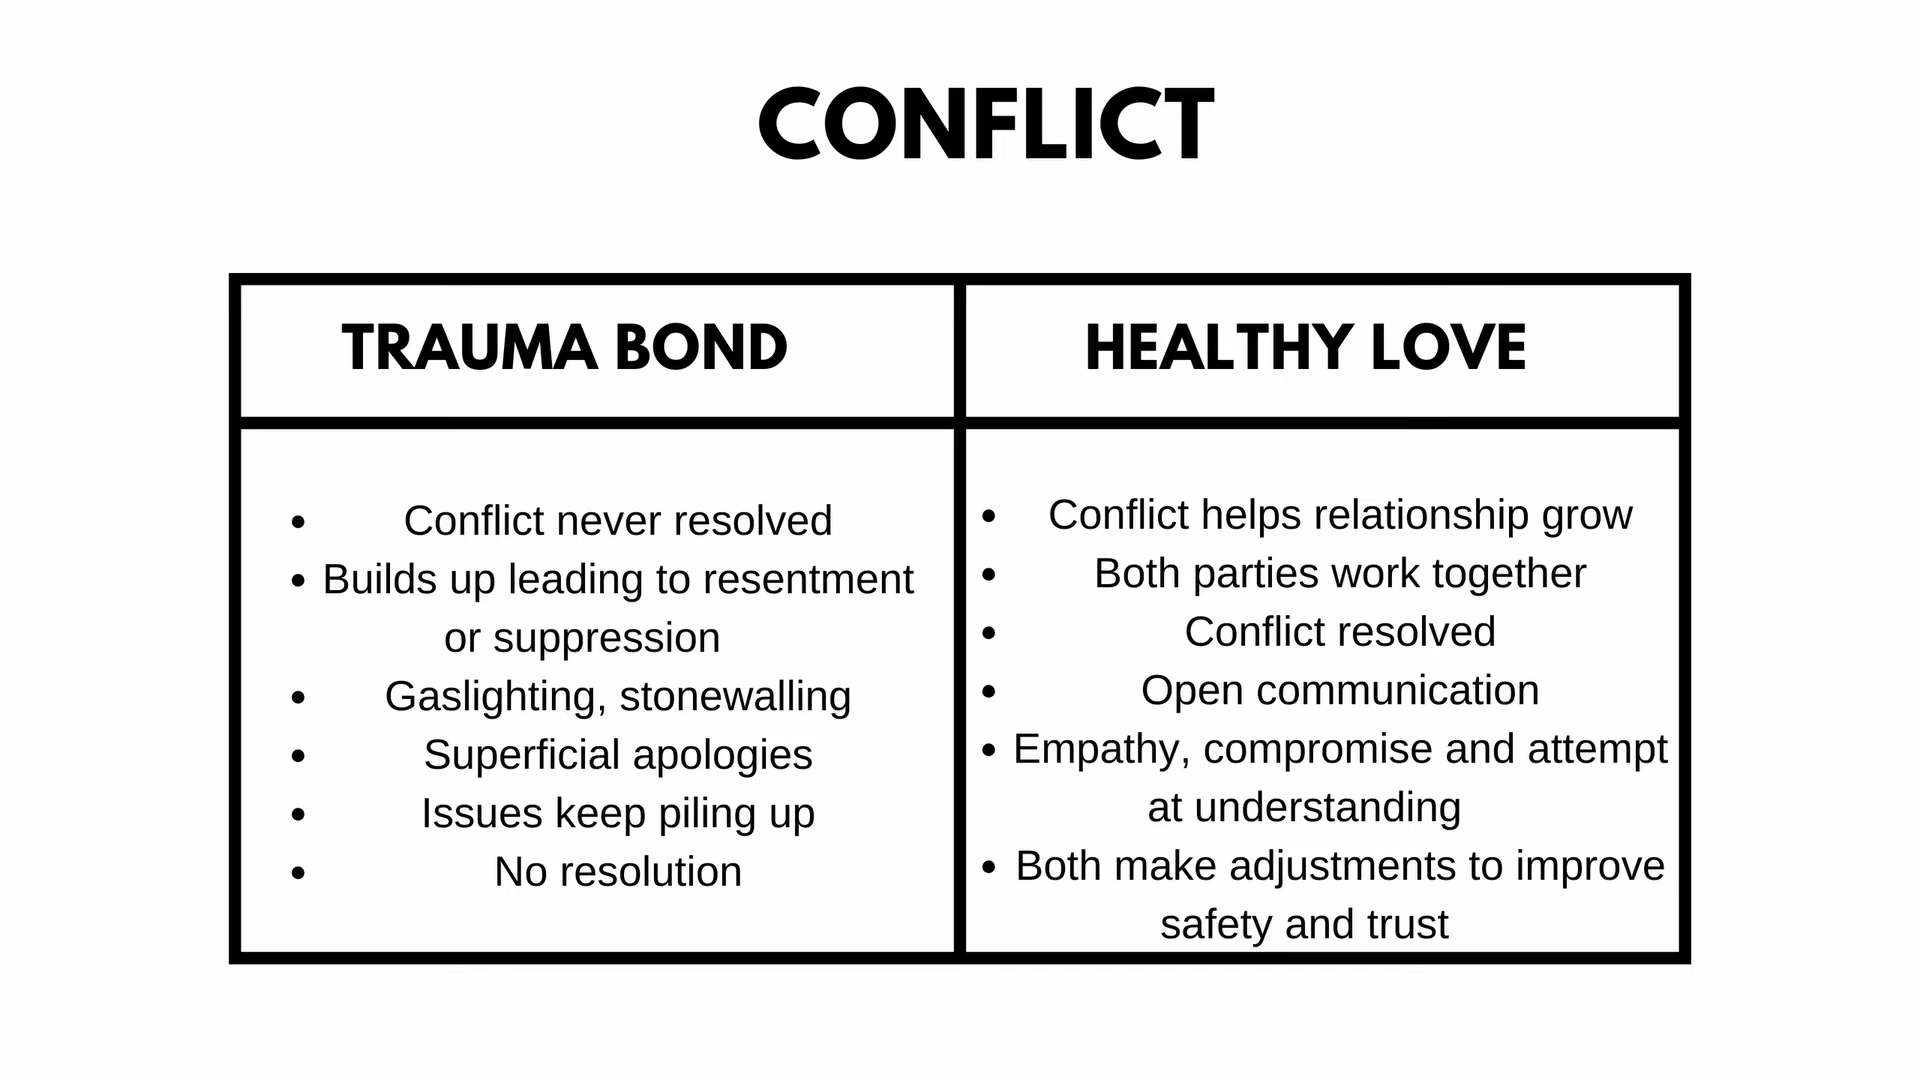 CONFLICT
TRAUMA BOND
HEALTHY LOVE
• Conflict never resolved
• Builds up leading to resentment
or suppression
• Gaslighting, stonewalling
• Superficial apologies
• Issues keep piling up
• No resolution
• Conflict helps relationship grow
• Both parties work together
• Conflict resolved
• Open communication
• Empathy, compromise and attempt
at understanding
• Both make adjustments to improve
safety and trust